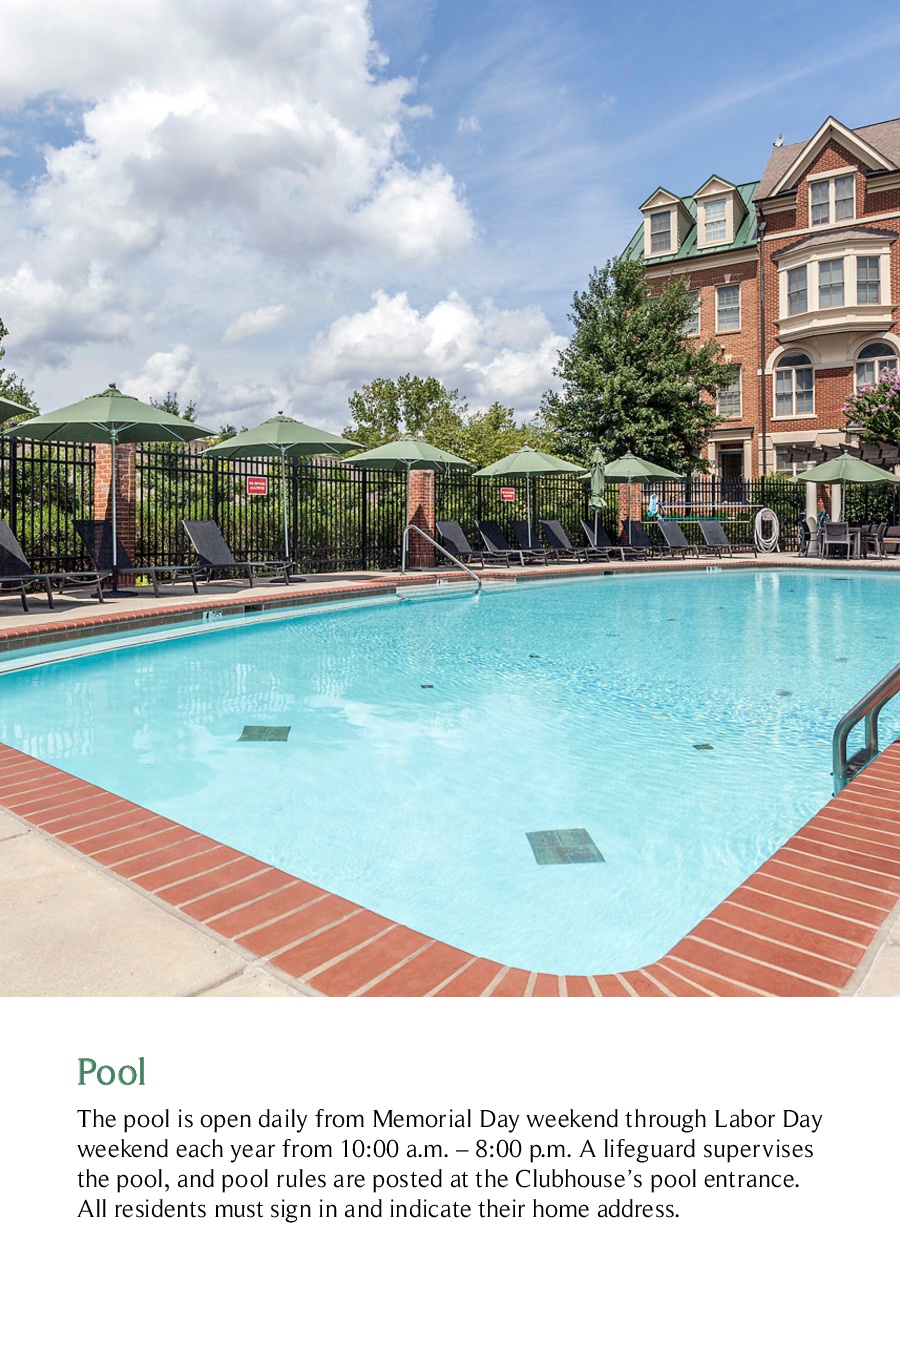 Pool
The pool is open daily from Memorial Day weekend through Labor Day
weekend each year from 10:00 a.m. – 8:00 p.m. A lifeguard supervises
the pool, and pool rules are posted at the Clubhouse’s pool entrance.
All residents must sign in and indicate their home address.